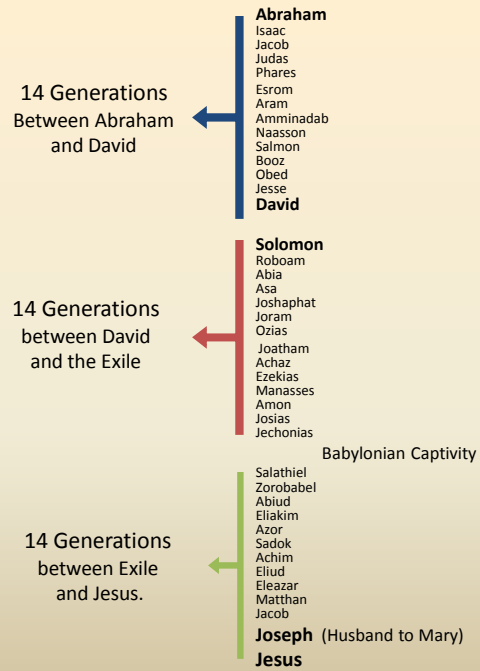 Abraham
Isaac
Jacob
Judas
Phares
Esrom
Aram
Amminadab
Naasson
Salmon
Booz
Obed
Jesse
David
14 Generations
Between Abraham
and David
Solomon
Roboam
Abia
Asa
Joshaphat
Joram
Ozias
Joatham
Achaz
Ezekias
Manasses
Amon
Josias
Jechonias
14 Generations
between David
and the Exile
Babylonian Captivity
Salathiel
Zorobabel
Abiud
Eliakim
Azor
Sadok
Achim
Eliud
Eleazar
Matthan
Jacob
Joseph (Husband to Mary)
Jesus
14 Generations
between Exile
and Jesus.